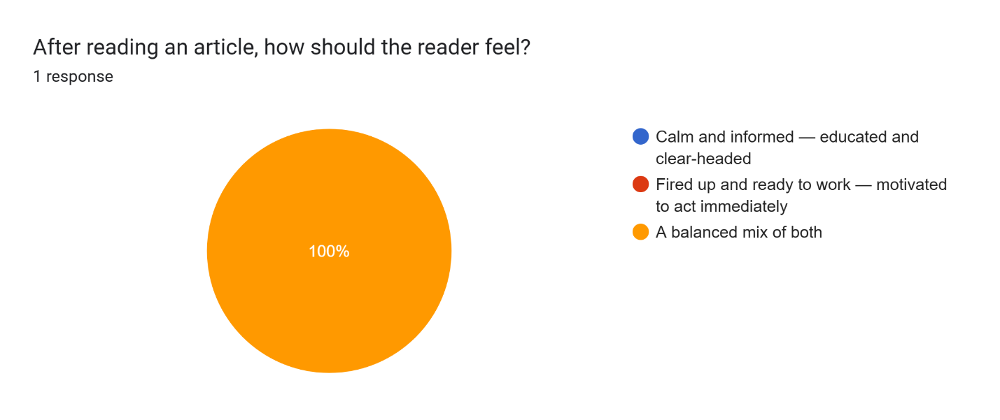 After reading an article, how should the reader feel?
1 response
100%
Calm and informed — educated and
clear-headed
Fired up and ready to work — motivated
to act immediately
A balanced mix of both